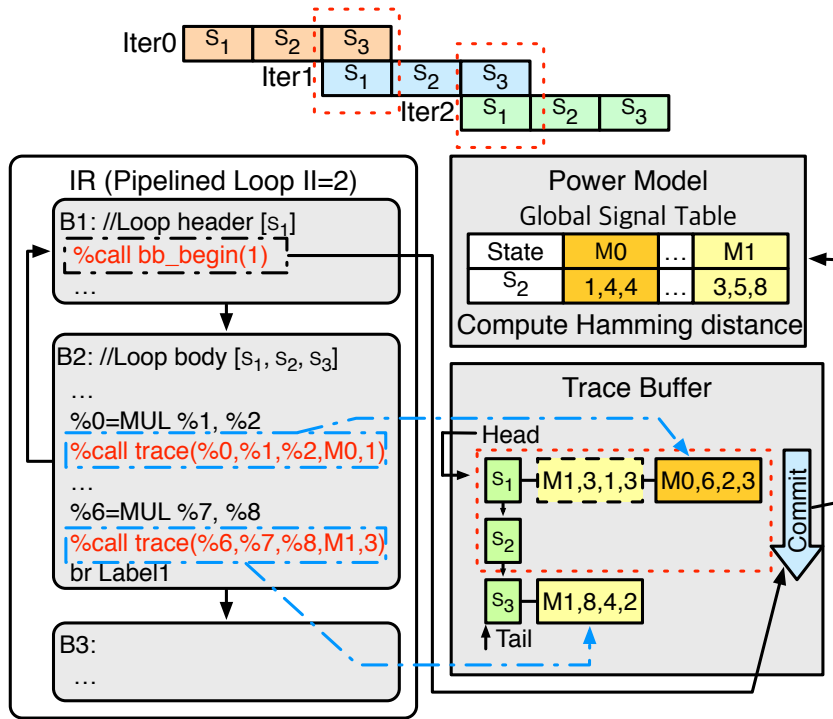 Iter0 S1 S2 S3
Iter1 S1 S2 S3
Iter2 S1 S2 S3
IR (Pipelined Loop II=2)
B1: //Loop header [S1]
%call bb_begin(1)
…
B2: //Loop body [S1, S2, S3]
…
%0=MUL %1, %2
%call trace(%0,%1,%2,M0,1)
…
%6=MUL %7, %8
%call trace(%6,%7,%8,M1,3)
br Label1
B3:
…
Power Model
Global Signal Table
State M0 … M1
S2 1,4,4 … 3,5,8
Compute Hamming distance
Trace Buffer
Head
S1 M1,3,1,3 M0,6,2,3
S2
S3 M1,8,4,2
Tail
Commit